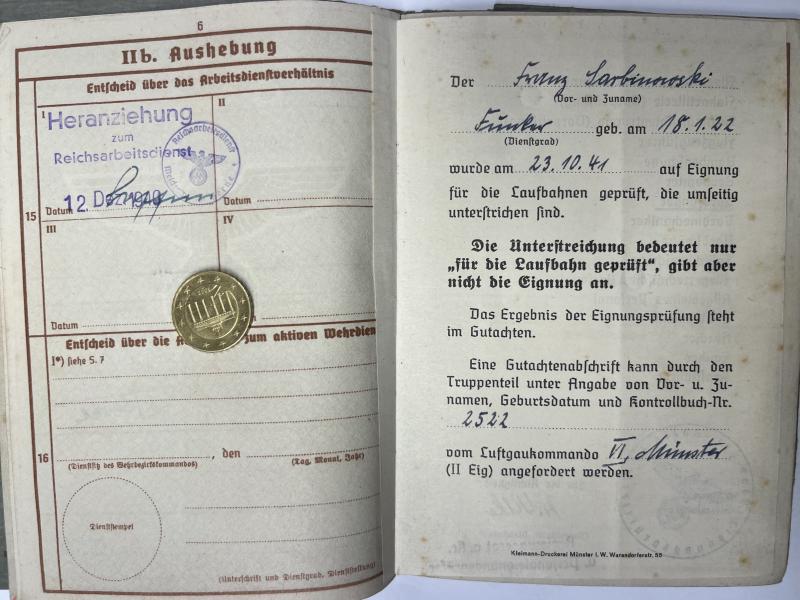 6
IIb. Aushebung
Entscheid über das Arbeitsdienstverhältnis
I
II
Heranziehung
zum
Reichsarbeitsdienst
Reichsarbeitsdienst
12. Dez. 1940
15
Datum
Datum
III
IV
Datum
Entscheid über die zum aktiven Wehrdien
I*) siehe S. 7
16
, den
(Dienstsitz des Wehrbezirkskommandos)
(Tag, Monat, Jahr)
Dienststempel
(Unterschrift und Dienstgrad, Dienststellung)
Der Franz Sarbinowski
(Vor- und Zuname)
Funker geb. am 18.1.22
(Dienstgrad)
wurde am 23.10.41 auf Eignung
für die Laufbahnen geprüft, die umseitig
unterstrichen sind.
Die Unterstreichung bedeutet nur
„für die Laufbahn geprüft“, gibt aber
nicht die Eignung an.
Das Ergebnis der Eignungsprüfung steht
im Gutachten.
Eine Gutachtenabschrift kann durch den
Truppenteil unter Angabe von Vor- u. Zu-
namen, Geburtsdatum und Kontrollbuch-Nr.
2522
vom Luftgaukommando VI, Münster
(II Eig) angefordert werden.
Kleimann-Druckerei Münster i. W. Warendorferstr. 55